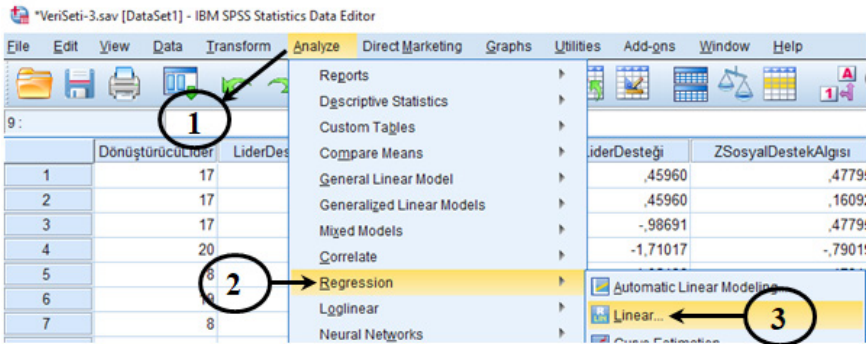 *VeriSeti-3.sav [DataSet1] - IBM SPSS Statistics Data Editor
File Edit View Data Transform Analyze Direct Marketing Graphs Utilities Add-ons Window Help
1
9 :
Reports
Descriptive Statistics
Custom Tables
Compare Means
General Linear Model
Generalized Linear Models
Mixed Models
Correlate
Regression
Loglinear
Neural Networks
2
Automatic Linear Modeling...
Linear...
3
DönüştürücüLider LiderDes iderDesteği ZSosyalDestekAlgısı
1 17 ,45960 ,4779
2 17 ,45960 ,1609
3 17 -,98691 ,4779
4 20 -1,71017 -,7901
5 8
6 19
7 8